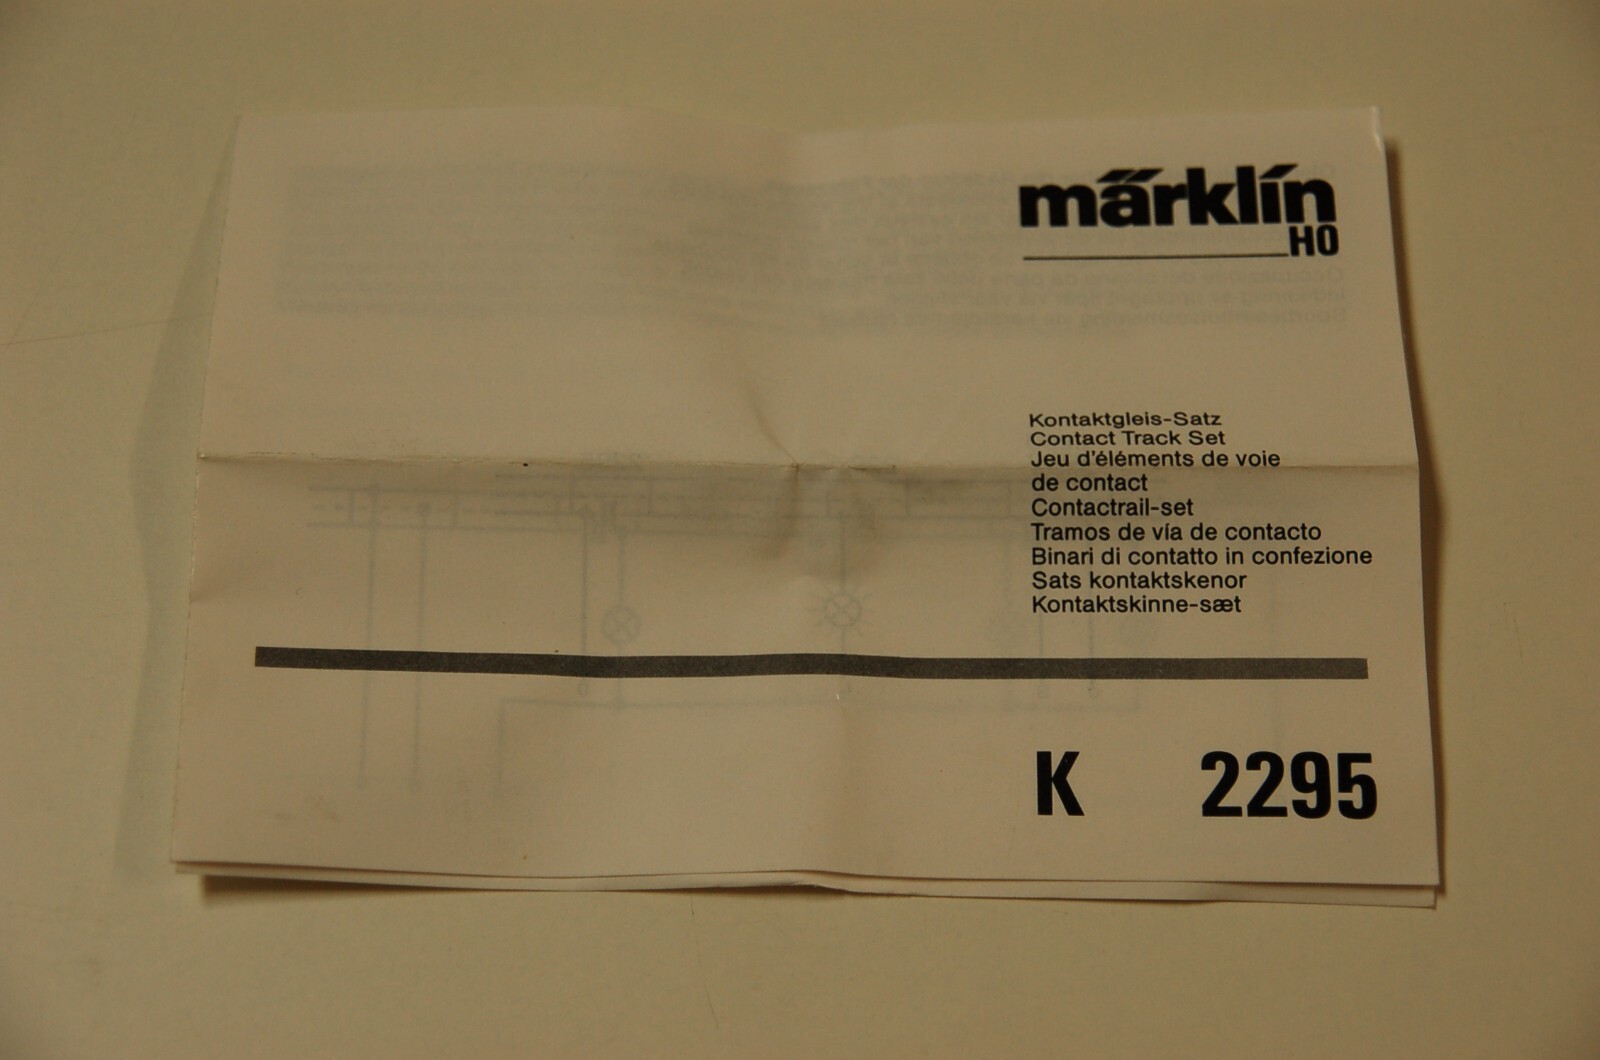 märklín
HO
Kontaktgleis-Satz
Contact Track Set
Jeu d'éléments de voie
de contact
Contactrail-set
Tramos de vía de contacto
Binari di contatto in confezione
Sats kontaktskenor
Kontaktskinne-sæt
K 2295